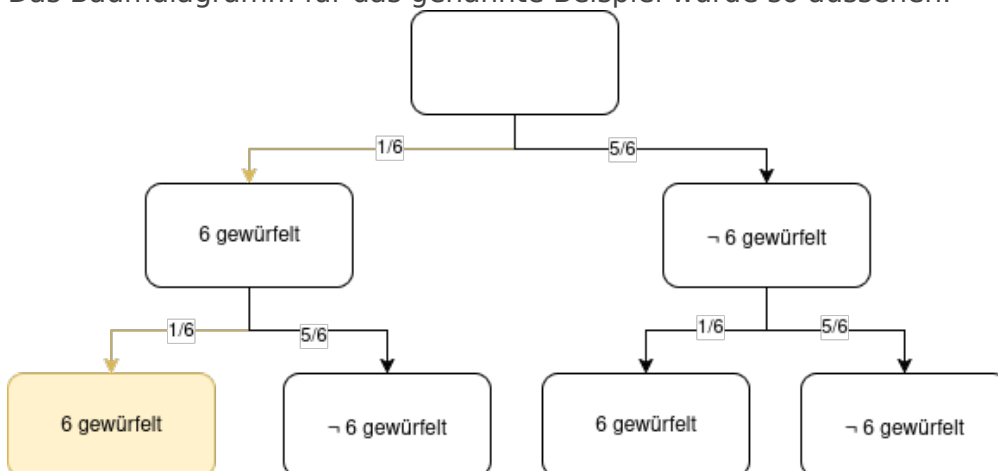 Das Baumdiagramm für das genannte Beispiel würde so aussehen:
1/6 5/6
6 gewürfelt ¬ 6 gewürfelt
1/6 5/6 1/6 5/6
6 gewürfelt ¬ 6 gewürfelt 6 gewürfelt ¬ 6 gewürfelt